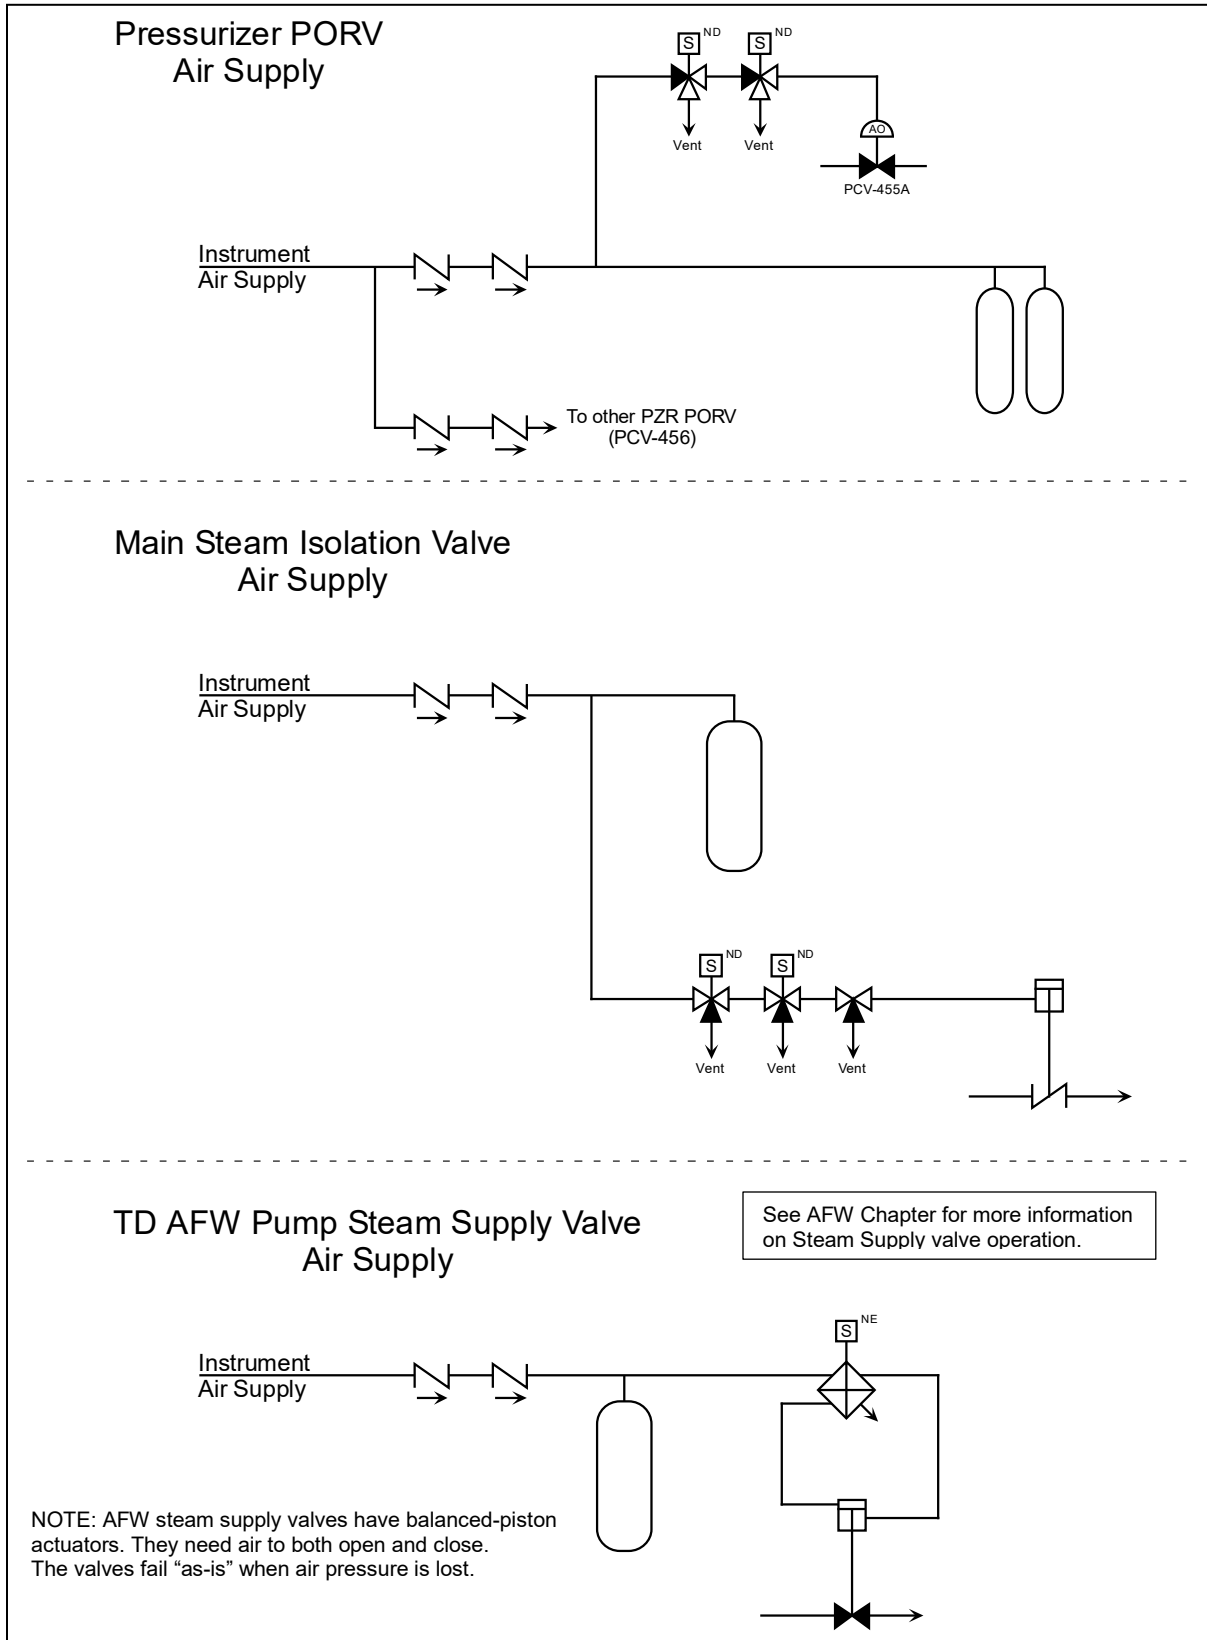 Pressurizer PORV
Air Supply
S ND
S ND
Vent
Vent
AO
PCV-455A
Instrument
Air Supply
To other PZR PORV
(PCV-456)
Main Steam Isolation Valve
Air Supply
Instrument
Air Supply
S ND
S ND
Vent
Vent
Vent
TD AFW Pump Steam Supply Valve
Air Supply
See AFW Chapter for more information
on Steam Supply valve operation.
S NE
Instrument
Air Supply
NOTE: AFW steam supply valves have balanced-piston
actuators. They need air to both open and close.
The valves fail “as-is” when air pressure is lost.